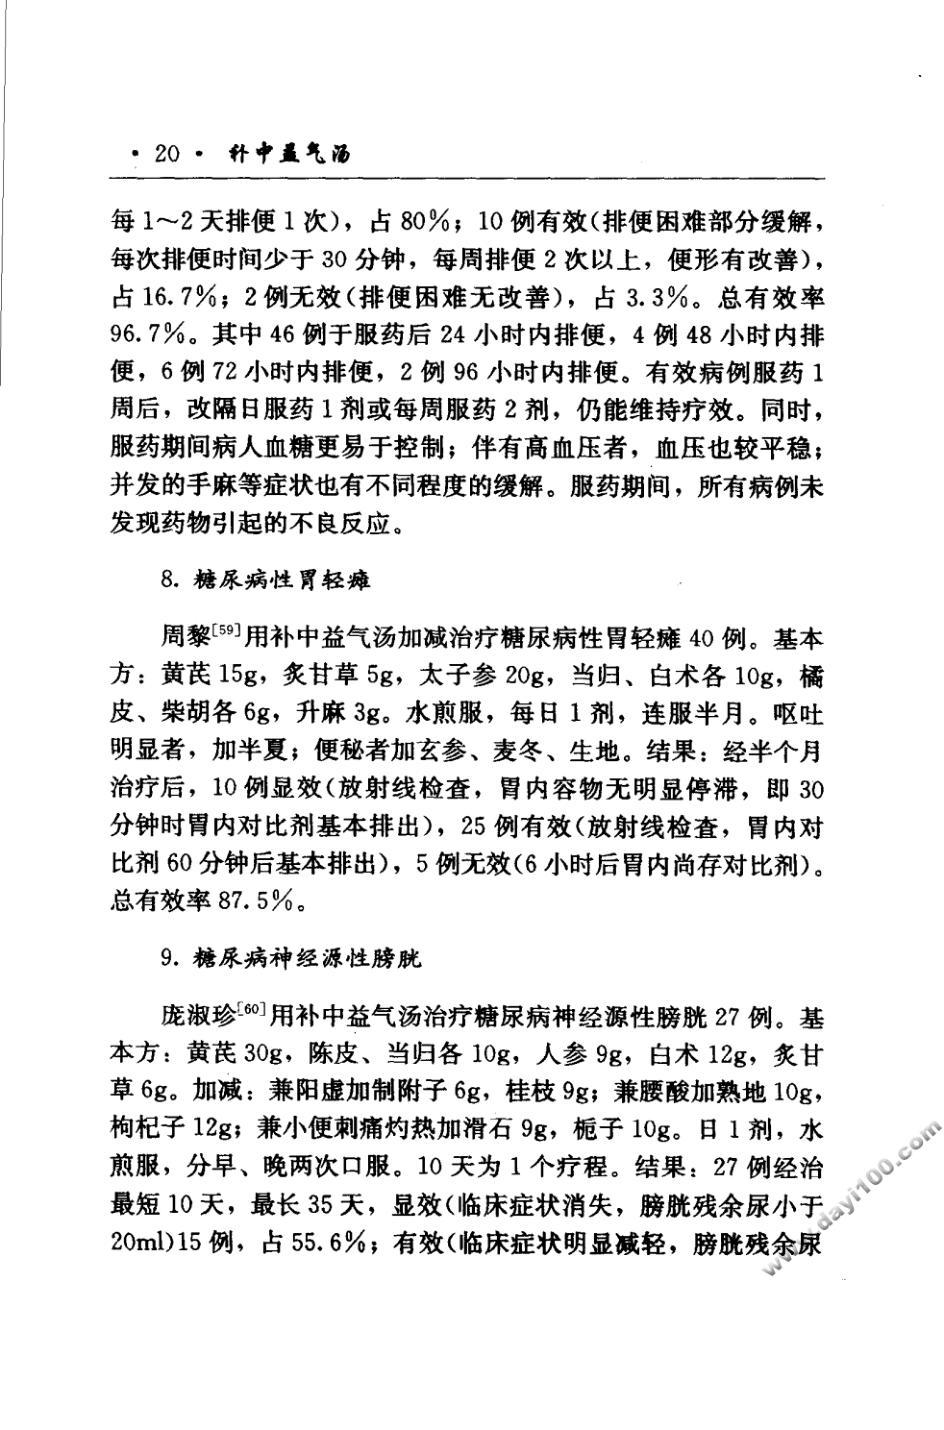 · 20 · 补中益气汤
每 1～2 天排便 1 次），占 80%；10 例有效（排便困难部分缓解，
每次排便时间少于 30 分钟，每周排便 2 次以上，便形有改善），
占 16.7%；2 例无效（排便困难无改善），占 3.3%。总有效率
96.7%。其中 46 例于服药后 24 小时内排便，4 例 48 小时内排
便，6 例 72 小时内排便，2 例 96 小时内排便。有效病例服药 1
周后，改隔日服药 1 剂或每周服药 2 剂，仍能维持疗效。同时，
服药期间病人血糖更易于控制；伴有高血压者，血压也较平稳；
并发的手麻等症状也有不同程度的缓解。服药期间，所有病例未
发现药物引起的不良反应。
8. 糖尿病性胃轻瘫
周黎[59]用补中益气汤加减治疗糖尿病性胃轻瘫 40 例。基本
方：黄芪 15g，炙甘草 5g，太子参 20g，当归、白术各 10g，橘
皮、柴胡各 6g，升麻 3g。水煎服，每日 1 剂，连服半月。呕吐
明显者，加半夏；便秘者加玄参、麦冬、生地。结果：经半个月
治疗后，10 例显效（放射线检查，胃内容物无明显停滞，即 30
分钟时胃内对比剂基本排出），25 例有效（放射线检查，胃内对
比剂 60 分钟后基本排出），5 例无效（6 小时后胃内尚存对比剂）。
总有效率 87.5%。
9. 糖尿病神经源性膀胱
庞淑珍[60]用补中益气汤治疗糖尿病神经源性膀胱 27 例。基
本方：黄芪 30g，陈皮、当归各 10g，人参 9g，白术 12g，炙甘
草 6g。加减：兼阳虚加制附子 6g，桂枝 9g；兼腰酸加熟地 10g，
枸杞子 12g；兼小便刺痛灼热加滑石 9g，栀子 10g。日 1 剂，水
煎服，分早、晚两次口服。10 天为 1 个疗程。结果：27 例经治
最短 10 天，最长 35 天，显效（临床症状消失，膀胱残余尿小于
20ml）15 例，占 55.6%；有效（临床症状明显减轻，膀胱残余尿
www.dayi100.com